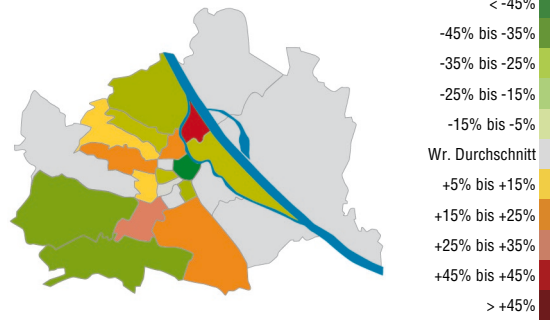 < -45%
-45% bis -35%
-35% bis -25%
-25% bis -15%
-15% bis -5%
Wr. Durchschnitt
+5% bis +15%
+15% bis +25%
+25% bis +35%
+45% bis +45%
> +45%